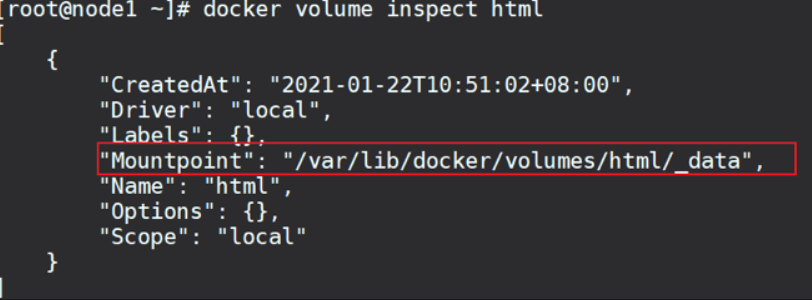 [root@node1 ~]# docker volume inspect html
[
    {
        "CreatedAt": "2021-01-22T10:51:02+08:00",
        "Driver": "local",
        "Labels": {},
        "Mountpoint": "/var/lib/docker/volumes/html/_data",
        "Name": "html",
        "Options": {},
        "Scope": "local"
    }
]